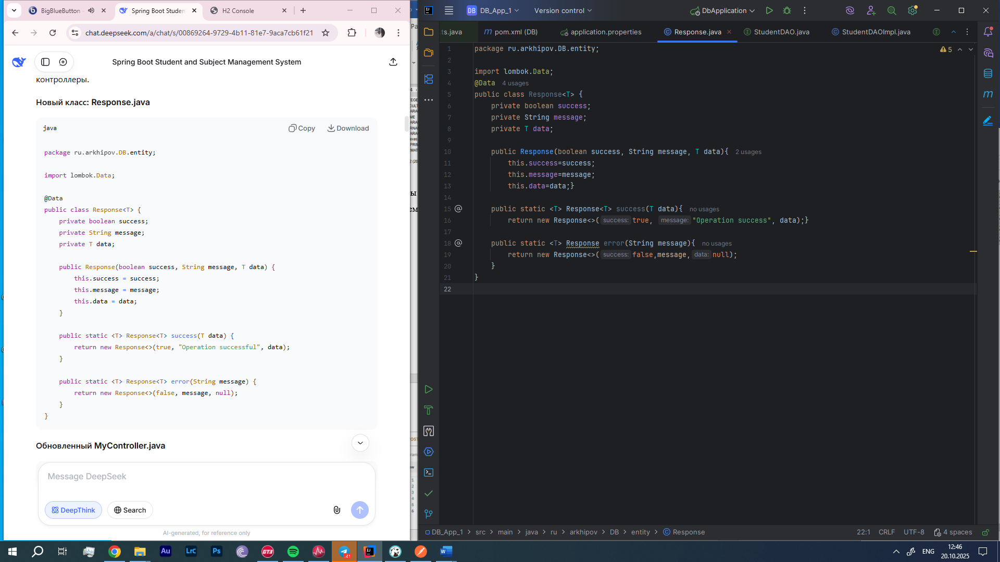 BigBlueButton
Spring Boot Studen
H2 Console
chat.deepseek.com/a/chat/s/00869264-9729-4b11-81e7-9aca7cb61f21
Spring Boot Student and Subject Management System
контроллеры.
Новый класс: Response.java
java
Copy
Download
package ru.arkhipov.DB.entity;
import lombok.Data;
@Data
public class Response<T> {
private boolean success;
private String message;
private T data;
public Response(boolean success, String message, T data) {
this.success = success;
this.message = message;
this.data = data;
}
public static <T> Response<T> success(T data) {
return new Response<>(true, "Operation successful", data);
}
public static <T> Response<T> error(String message) {
return new Response<>(false, message, null);
}
}
Обновленный MyController.java
Message DeepSeek
DeepThink
Search
AI-generated, for reference only
DB DB_App_1
Version control
DbApplication
ts.java
pom.xml (DB)
application.properties
Response.java
StudentDAO.java
StudentDAOImpl.java
5
1 package ru.arkhipov.DB.entity;
2
3 import lombok.Data;
4 @Data 4 usages
5 public class Response<T> {
6 private boolean success;
7 private String message;
8 private T data;
9
10 public Response(boolean success, String message, T data){ 2 usages
11 this.success=success;
12 this.message=message;
13 this.data=data;}
14
15 public static <T> Response<T> success(T data){ no usages
16 return new Response<>( success: true, message: "Operation success", data);}
17
18 public static <T> Response error(String message){ no usages
19 return new Response<>( success: false,message, data: null);
20 }
21 }
22
DB_App_1 > src > main > java > ru > arkhipov > DB > entity > Response
22:1 CRLF UTF-8 4 spaces
Au
LrC
Ps
GT3
.41
ENG
12:46
20.10.2025